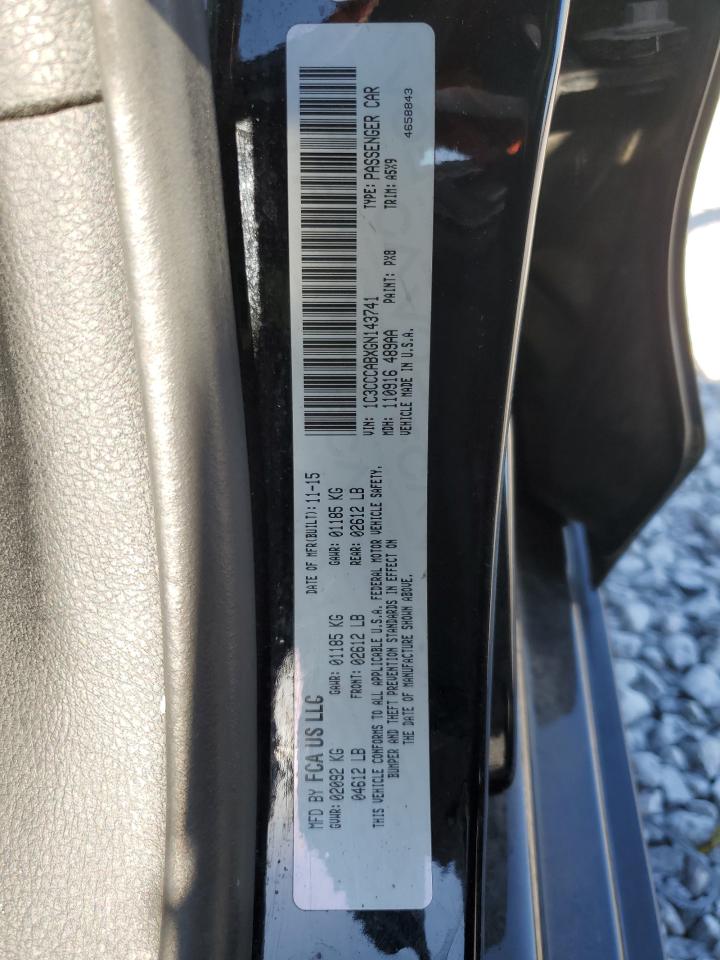 MFD BY FCA US LLC
DATE OF MFR(BUILT): 11-15
GVWR: 02092 KG
GAWR: 01185 KG
GAWR: 01185 KG
04612 LB
FRONT: 02612 LB
REAR: 02612 LB
THIS VEHICLE CONFORMS TO ALL APPLICABLE U.S.A. FEDERAL MOTOR VEHICLE SAFETY,
BUMPER AND THEFT PREVENTION STANDARDS IN EFFECT ON
THE DATE OF MANUFACTURE SHOWN ABOVE.
VIN: 1C3CCCABXGN143741
TYPE: PASSENGER CAR
MDH: 110916 489AA
PAINT: PX8
TRIM: A5X9
VEHICLE MADE IN U.S.A.
4658843